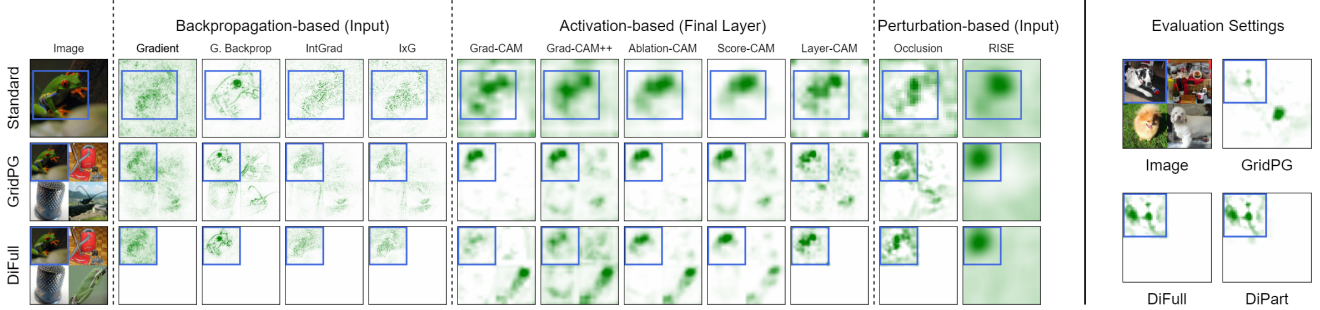 Backpropagation-based (Input)
Activation-based (Final Layer)
Perturbation-based (Input)
Evaluation Settings
Image
Gradient
G. Backprop
IntGrad
IxG
Grad-CAM
Grad-CAM++
Ablation-CAM
Score-CAM
Layer-CAM
Occlusion
RISE
Standard
GridPG
DiFull
Image
GridPG
DiFull
DiPart